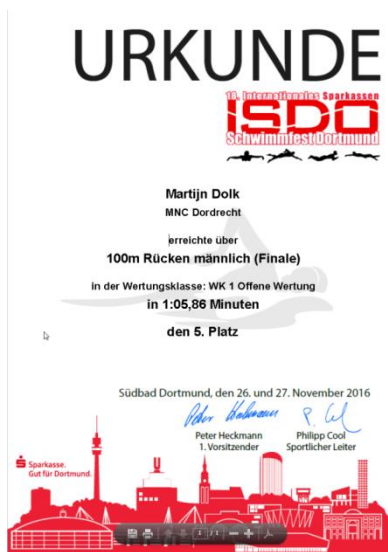 URKUNDE
18. Internationales Sparkassen
ISDO
Schwimmfest Dortmund
Martijn Dolk
MNC Dordrecht
erreichte über
100m Rücken männlich (Finale)
in der Wertungsklasse: WK 1 Offene Wertung
in 1:05,86 Minuten
den 5. Platz
Südbad Dortmund, den 26. und 27. November 2016
Peter Heckmann
Peter Heckmann
1. Vorsitzender
Philipp Cool
Sportlicher Leiter
Sparkasse.
Gut für Dortmund.